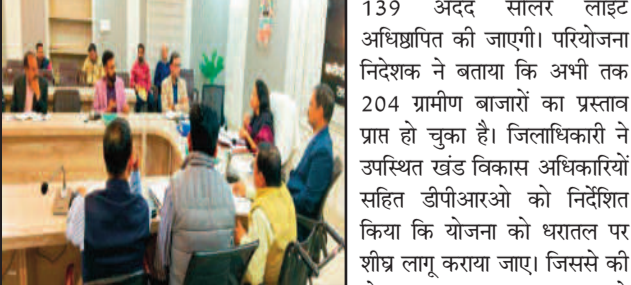 139 अदद सोलर लाइट
अधिष्ठापित की जाएगी। परियोजना
निदेशक ने बताया कि अभी तक
204 ग्रामीण बाजारों का प्रस्ताव
प्राप्त हो चुका है। जिलाधिकारी ने
उपस्थित खंड विकास अधिकारियों
सहित डीपीआरओ को निर्देशित
किया कि योजना को धरातल पर
शीघ्र लागू कराया जाए। जिससे की